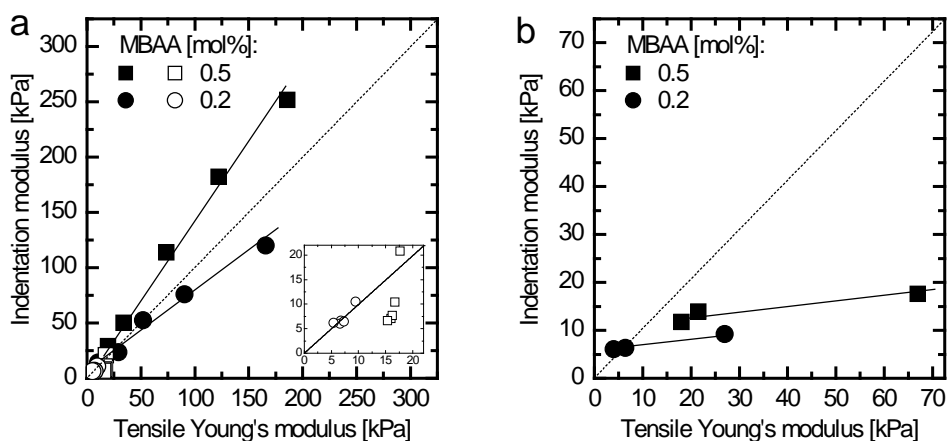 a
MBAA [mol%]:
0.5
0.2
Indentation modulus [kPa]
300
250
200
150
100
50
0
0 50 100 150 200 250 300
Tensile Young's modulus [kPa]
20
15
10
5
0
0 5 10 15 20
b
MBAA [mol%]:
0.5
0.2
Indentation modulus [kPa]
70
60
50
40
30
20
10
0
0 10 20 30 40 50 60 70
Tensile Young's modulus [kPa]